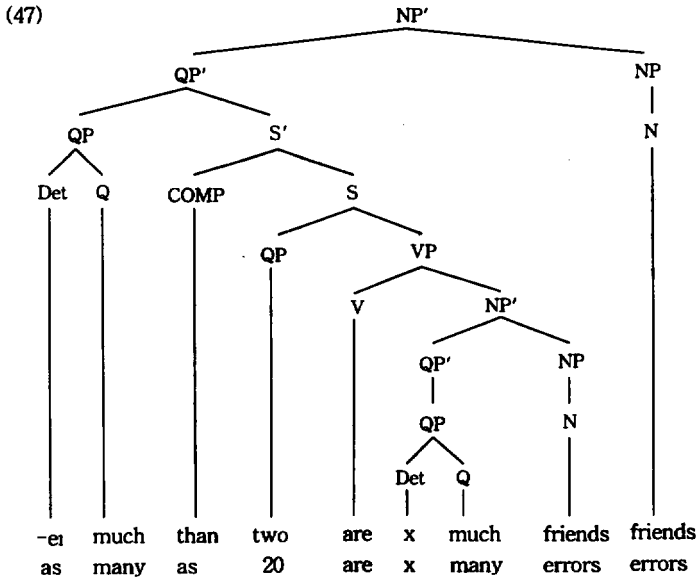 (47)
NP′
QP′ NP
QP S′ N
Det Q COMP S
QP VP
V NP′
QP′ NP
QP N
Det Q
-er much than two are x much friends friends
as many as 20 are x many errors errors